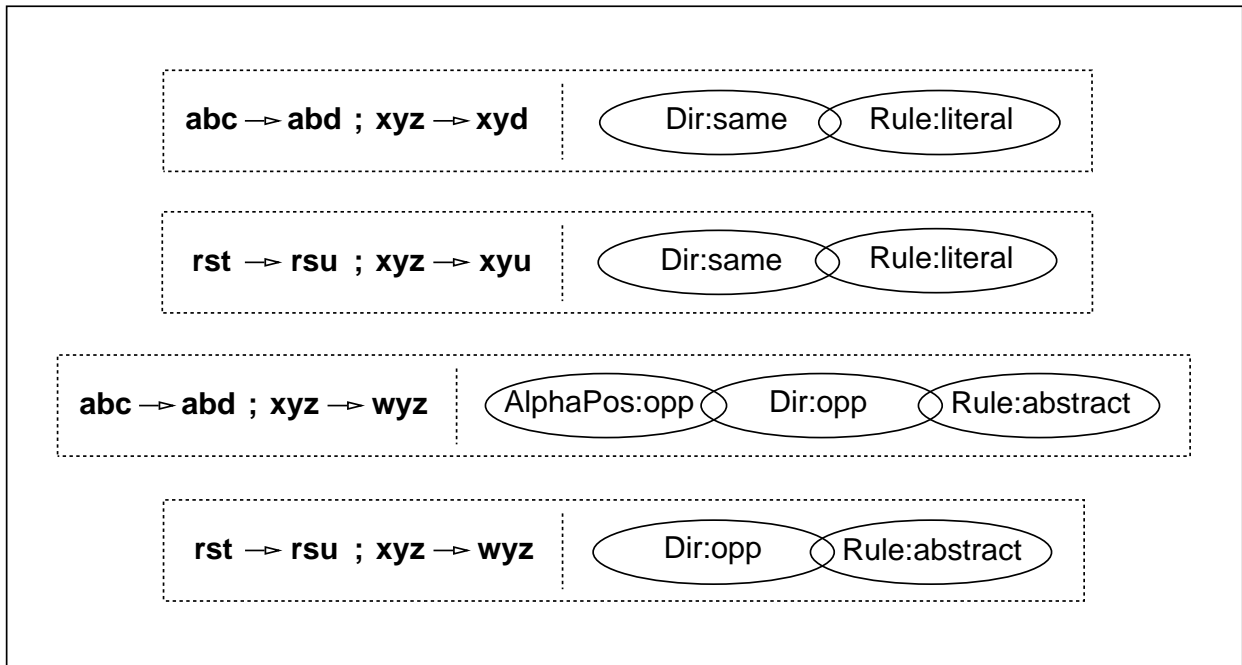 abc → abd ; xyz → xyd Dir:same Rule:literal
rst → rsu ; xyz → xyu Dir:same Rule:literal
abc → abd ; xyz → wyz AlphaPos:opp Dir:opp Rule:abstract
rst → rsu ; xyz → wyz Dir:opp Rule:abstract